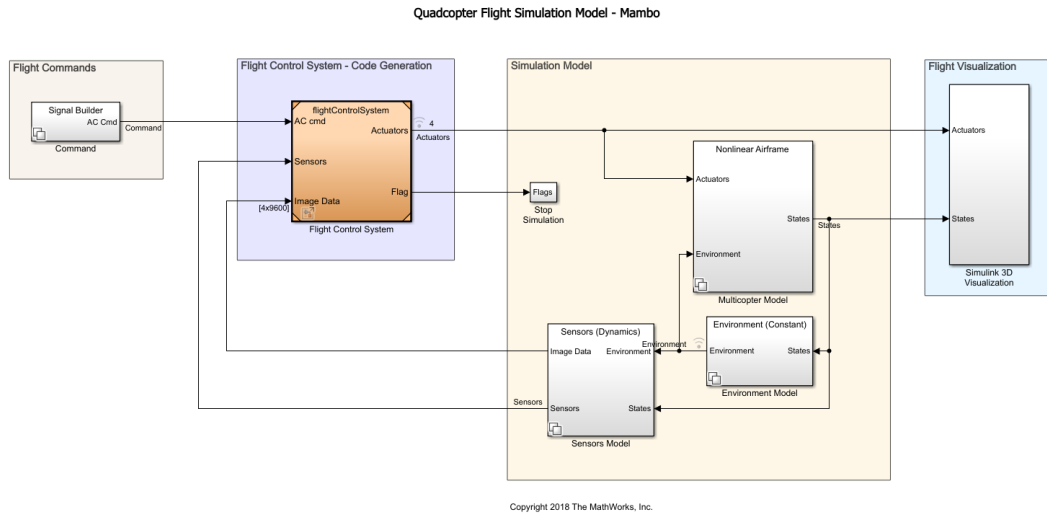 Quadcopter Flight Simulation Model - Mambo
Flight Commands
Signal Builder
AC Cmd
Command
Command
Flight Control System - Code Generation
flightControlSystem
AC cmd
Actuators
Sensors
Flag
Image Data
[4x9600]
Flight Control System
4
Actuators
Simulation Model
Flags
Stop
Simulation
Nonlinear Airframe
Actuators
States
Environment
Multicopter Model
States
Sensors (Dynamics)
Image Data
Environment
Sensors
States
Sensors Model
Sensors
Environment
Environment (Constant)
Environment
States
Environment Model
Flight Visualization
Actuators
States
Simulink 3D
Visualization
Copyright 2018 The MathWorks, Inc.